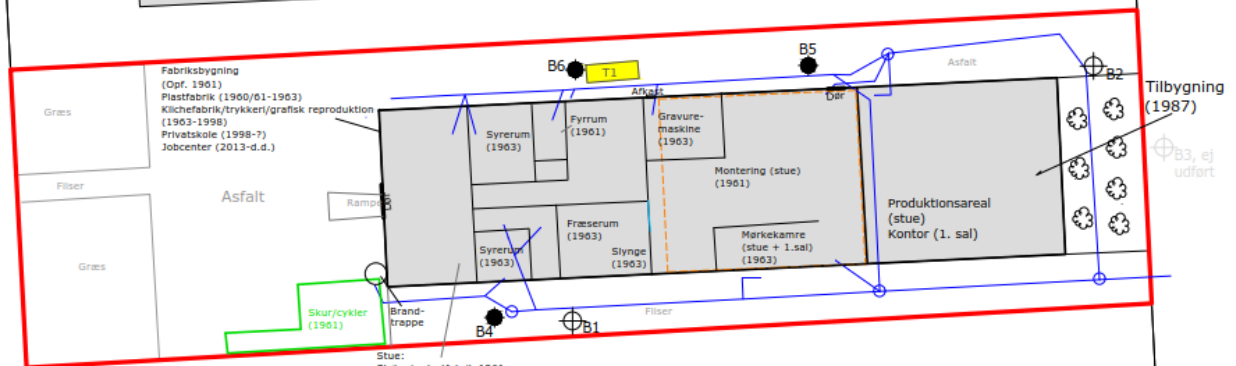 B6
T1
B5
Asfalt
B2
Tilbygning
(1987)
Fabriksbygning
(Opf. 1961)
Plastfabrik (1960/61-1963)
Klichefabrik/trykkeri/grafisk reproduktion
(1963-1998)
Privatskole (1998-?)
Jobcenter (2013-d.d.)
Græs
Afkast
Dør
Syrerum
(1963)
Fyrrum
(1961)
Gravure-
maskine
(1963)
B3, ej
udført
Montering (stue)
(1961)
Fliser
Asfalt
Rampe
Dør
Produktionsareal
(stue)
Kontor (1. sal)
Fræserum
(1963)
Mørkekamre
(stue + 1.sal)
(1963)
Syrerum
(1963)
Slynge
(1963)
Græs
Skur/cykler
(1961)
Brand-
trappe
B4
B1
Fliser
Stue: